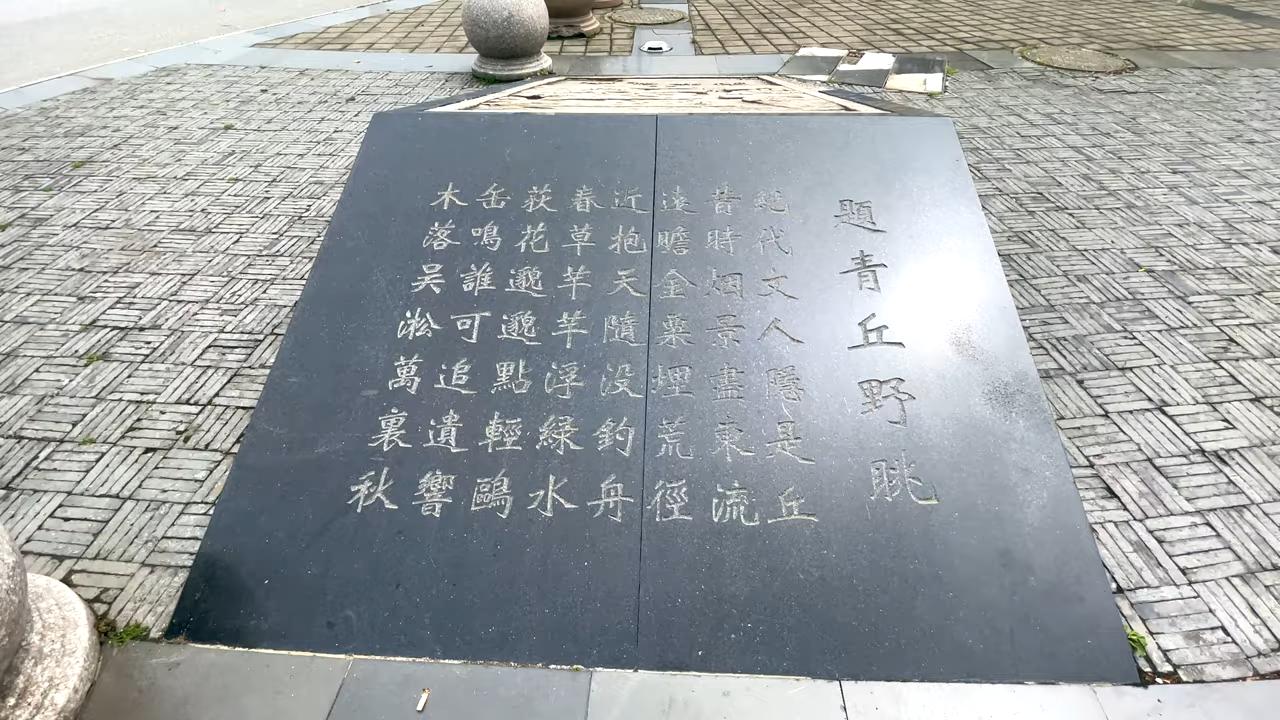 題青丘野眺
絕代文人隱是丘
昔時烟景盡東流
遠瞻金粟埋荒徑
近抱天隨没釣舟
春草芊芊浮綠水
荻花邈邈點輕鷗
缶鳴誰可追遺響
木落吴淞萬裏秋